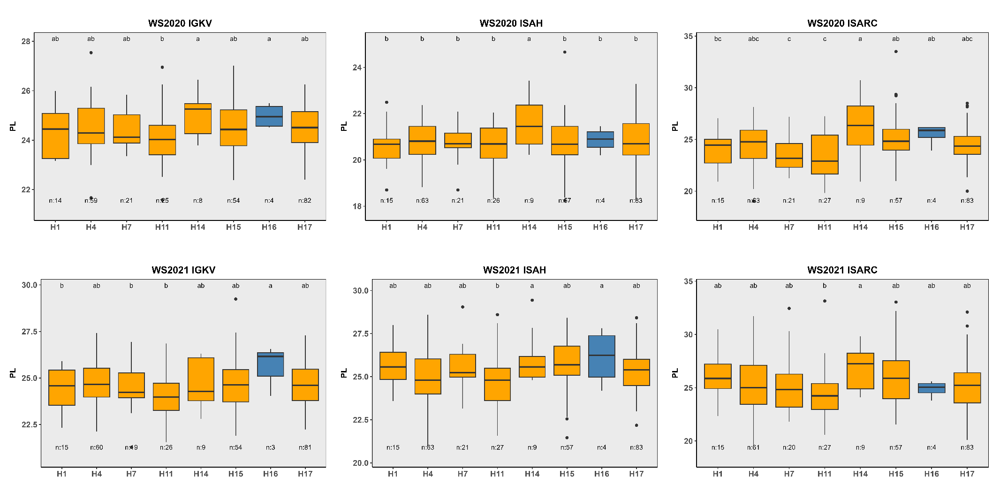 WS2020 IGKV
WS2020 ISAH
WS2020 ISARC
ab ab ab b a ab a ab
b b b b a b b b
bc abc c c a ab ab abc
28
26
24
22
PL
24
22
20
18
PL
35
30
25
20
PL
n:14 n:59 n:21 n:25 n:8 n:54 n:4 n:82
n:15 n:63 n:21 n:26 n:9 n:57 n:4 n:83
n:15 n:63 n:21 n:27 n:9 n:57 n:4 n:83
H1 H4 H7 H11 H14 H15 H16 H17
H1 H4 H7 H11 H14 H15 H16 H17
H1 H4 H7 H11 H14 H15 H16 H17
WS2021 IGKV
WS2021 ISAH
WS2021 ISARC
b ab b b ab ab a ab
ab ab ab b a ab a ab
ab ab ab b a ab ab ab
30.0
27.5
25.0
22.5
PL
30.0
27.5
25.0
22.5
20.0
PL
35
30
25
20
PL
n:15 n:60 n:19 n:26 n:9 n:54 n:3 n:81
n:15 n:63 n:21 n:27 n:9 n:57 n:4 n:83
n:15 n:61 n:20 n:27 n:9 n:57 n:4 n:83
H1 H4 H7 H11 H14 H15 H16 H17
H1 H4 H7 H11 H14 H15 H16 H17
H1 H4 H7 H11 H14 H15 H16 H17